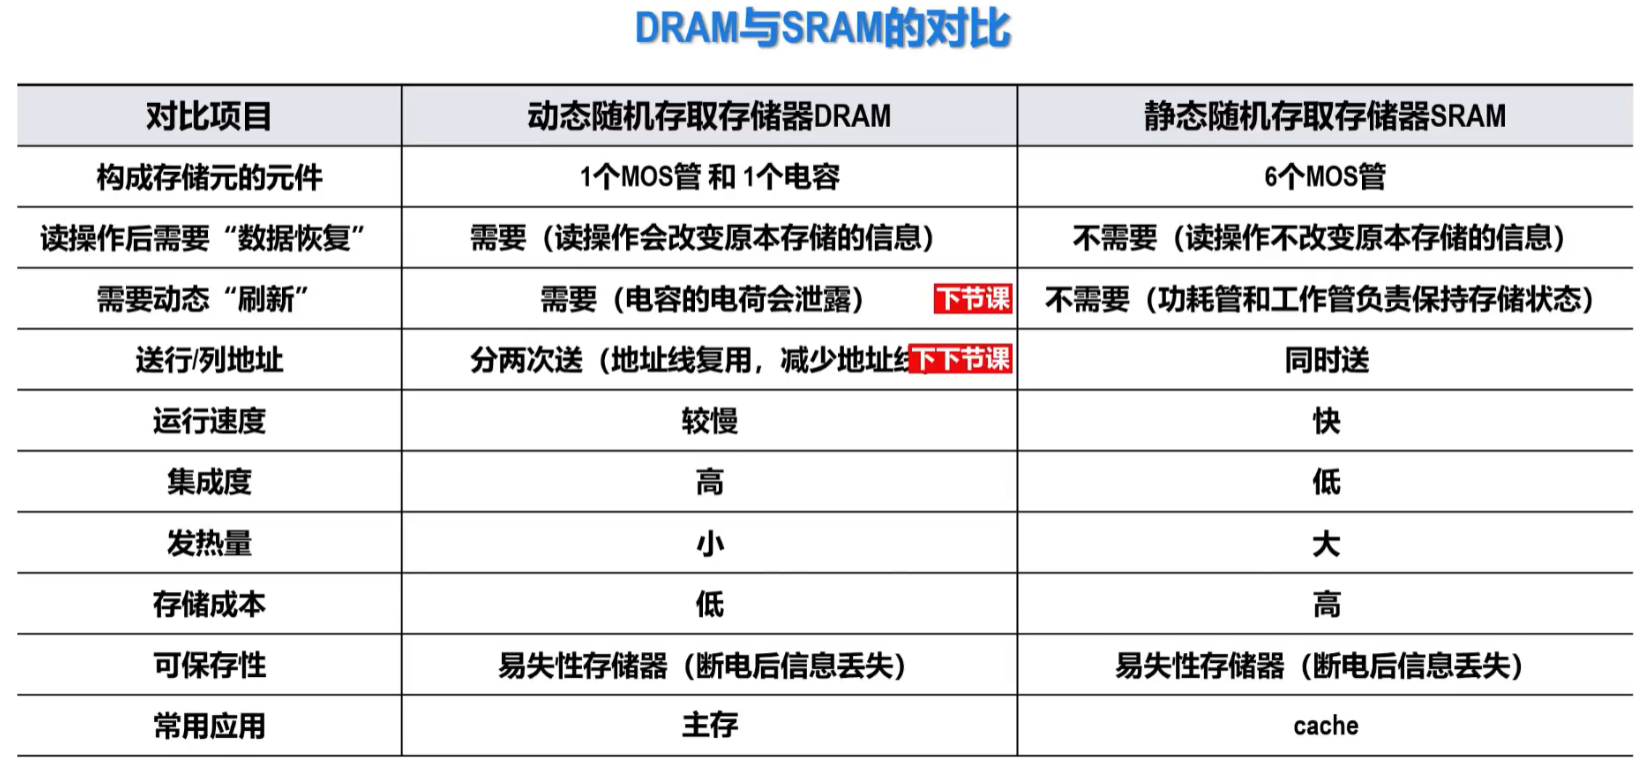 DRAM与SRAM的对比
对比项目 动态随机存取存储器DRAM 静态随机存取存储器SRAM
构成存储元的元件 1个MOS管 和 1个电容 6个MOS管
读操作后需要“数据恢复” 需要（读操作会改变原本存储的信息） 不需要（读操作不改变原本存储的信息）
需要动态“刷新” 需要（电容的电荷会泄露） 下节课 不需要（功耗管和工作管负责保持存储状态）
送行/列地址 分两次送（地址线复用，减少地址线 下下节课 同时送
运行速度 较慢 快
集成度 高 低
发热量 小 大
存储成本 低 高
可保存性 易失性存储器（断电后信息丢失） 易失性存储器（断电后信息丢失）
常用应用 主存 cache